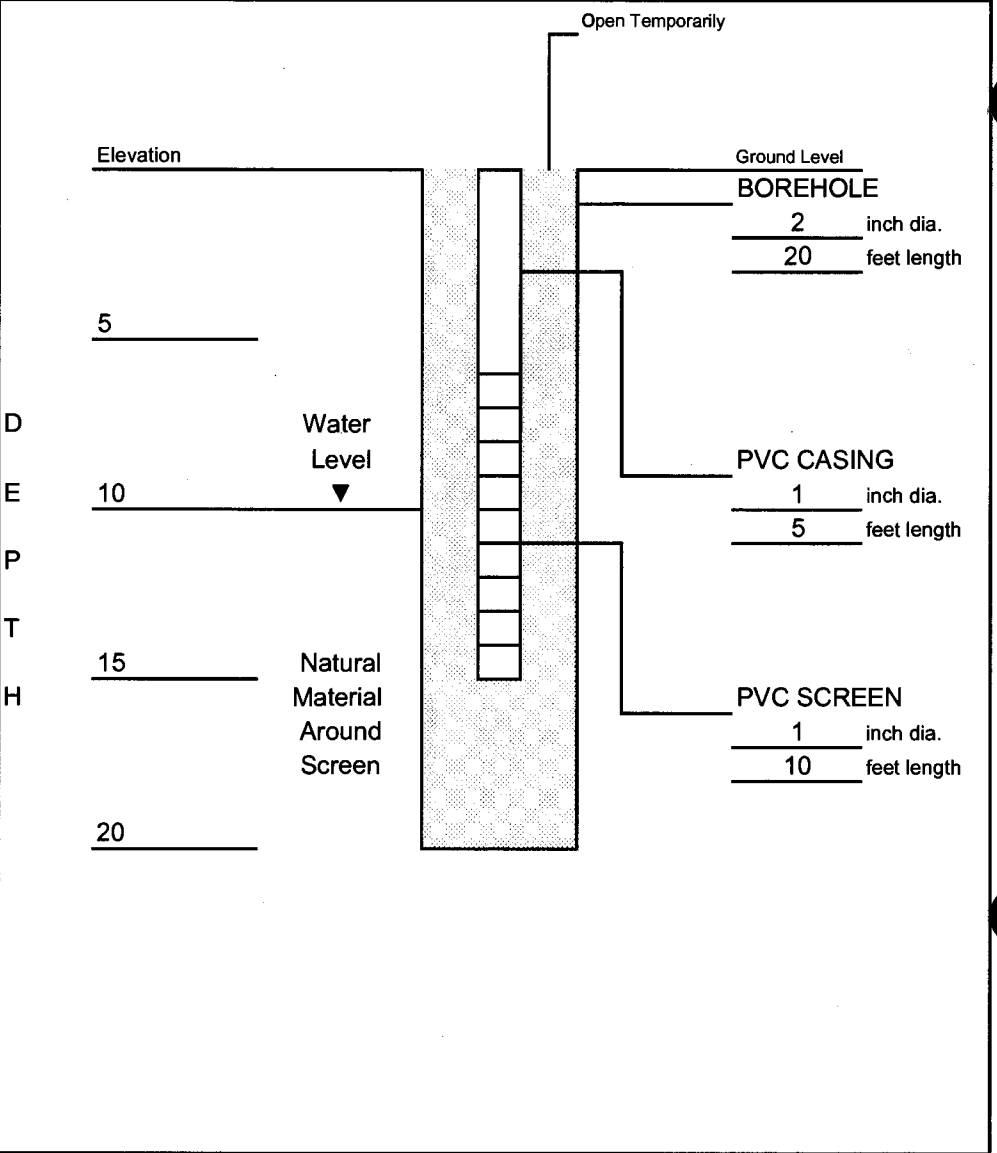 Open Temporarily
Elevation
Ground Level
BOREHOLE
2 inch dia.
20 feet length
5
D
E
P
T
H
Water
Level
10
PVC CASING
1 inch dia.
5 feet length
15
Natural
Material
Around
Screen
PVC SCREEN
1 inch dia.
10 feet length
20